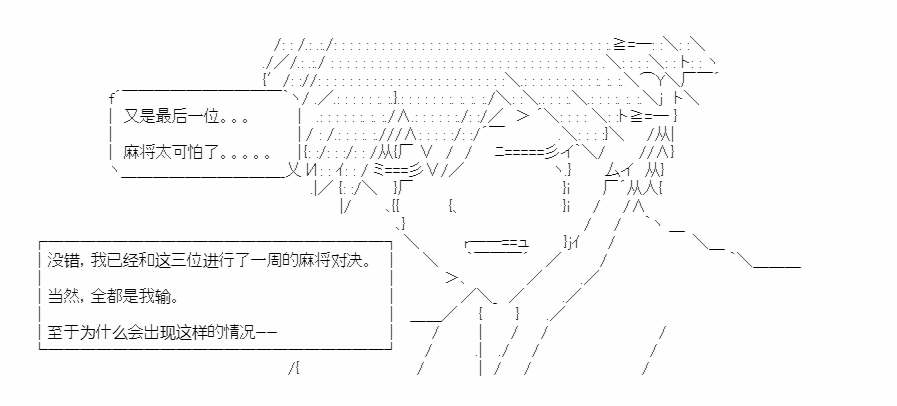 又是最后一位。。。
麻将太可怕了。。。。。
没错，我已经和这三位进行了一周的麻将对决。
当然，全都是我输。
至于为什么会出现这样的情况——